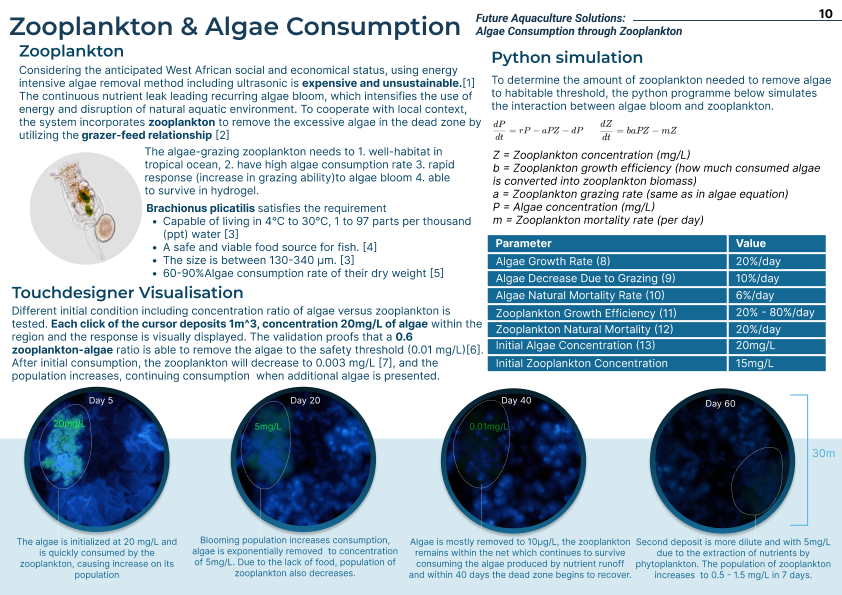 Zooplankton & Algae Consumption
Future Aquaculture Solutions:
Algae Consumption through Zooplankton
10
Zooplankton
Considering the anticipated West African social and economical status, using energy
intensive algae removal method including ultrasonic is expensive and unsustainable.[1]
The continuous nutrient leak leading recurring algae bloom, which intensifies the use of
energy and disruption of natural aquatic environment. To cooperate with local context,
the system incorporates zooplankton to remove the excessive algae in the dead zone by
utilizing the grazer-feed relationship [2]
The algae-grazing zooplankton needs to 1. well-habitat in
tropical ocean, 2. have high algae consumption rate 3. rapid
response (increase in grazing ability)to algae bloom 4. able
to survive in hydrogel.
Brachionus plicatilis satisfies the requirement
• Capable of living in 4°C to 30°C, 1 to 97 parts per thousand
(ppt) water [3]
• A safe and viable food source for fish. [4]
• The size is between 130-340 µm. [3]
• 60-90%Algae consumption rate of their dry weight [5]
Touchdesigner Visualisation
Different initial condition including concentration ratio of algae versus zooplankton is
tested. Each click of the cursor deposits 1m^3, concentration 20mg/L of algae within the
region and the response is visually displayed. The validation proofs that a 0.6
zooplankton-algae ratio is able to remove the algae to the safety threshold (0.01 mg/L)[6].
After initial consumption, the zooplankton will decrease to 0.003 mg/L [7], and the
population increases, continuing consumption when additional algae is presented.
Python simulation
To determine the amount of zooplankton needed to remove algae
to habitable threshold, the python programme below simulates
the interaction between algae bloom and zooplankton.
dP/dt = rP − aPZ − dP dZ/dt = baPZ − mZ
Z = Zooplankton concentration (mg/L)
b = Zooplankton growth efficiency (how much consumed algae
is converted into zooplankton biomass)
a = Zooplankton grazing rate (same as in algae equation)
P = Algae concentration (mg/L)
m = Zooplankton mortality rate (per day)
Parameter Value
Algae Growth Rate (8) 20%/day
Algae Decrease Due to Grazing (9) 10%/day
Algae Natural Mortality Rate (10) 6%/day
Zooplankton Growth Efficiency (11) 20% - 80%/day
Zooplankton Natural Mortality (12) 20%/day
Initial Algae Concentration (13) 20mg/L
Initial Zooplankton Concentration 15mg/L
Day 5
20mg/L
Day 20
5mg/L
Day 40
0.01mg/L
Day 60
30m
The algae is initialized at 20 mg/L and
is quickly consumed by the
zooplankton, causing increase on its
population
Blooming population increases consumption,
algae is exponentially removed to concentration
of 5mg/L. Due to the lack of food, population of
zooplankton also decreases.
Algae is mostly removed to 10µg/L, the zooplankton
remains within the net which continues to survive
consuming the algae produced by nutrient runoff
and within 40 days the dead zone begins to recover.
Second deposit is more dilute and with 5mg/L
due to the extraction of nutrients by
phytoplankton. The population of zooplankton
increases to 0.5 - 1.5 mg/L in 7 days.